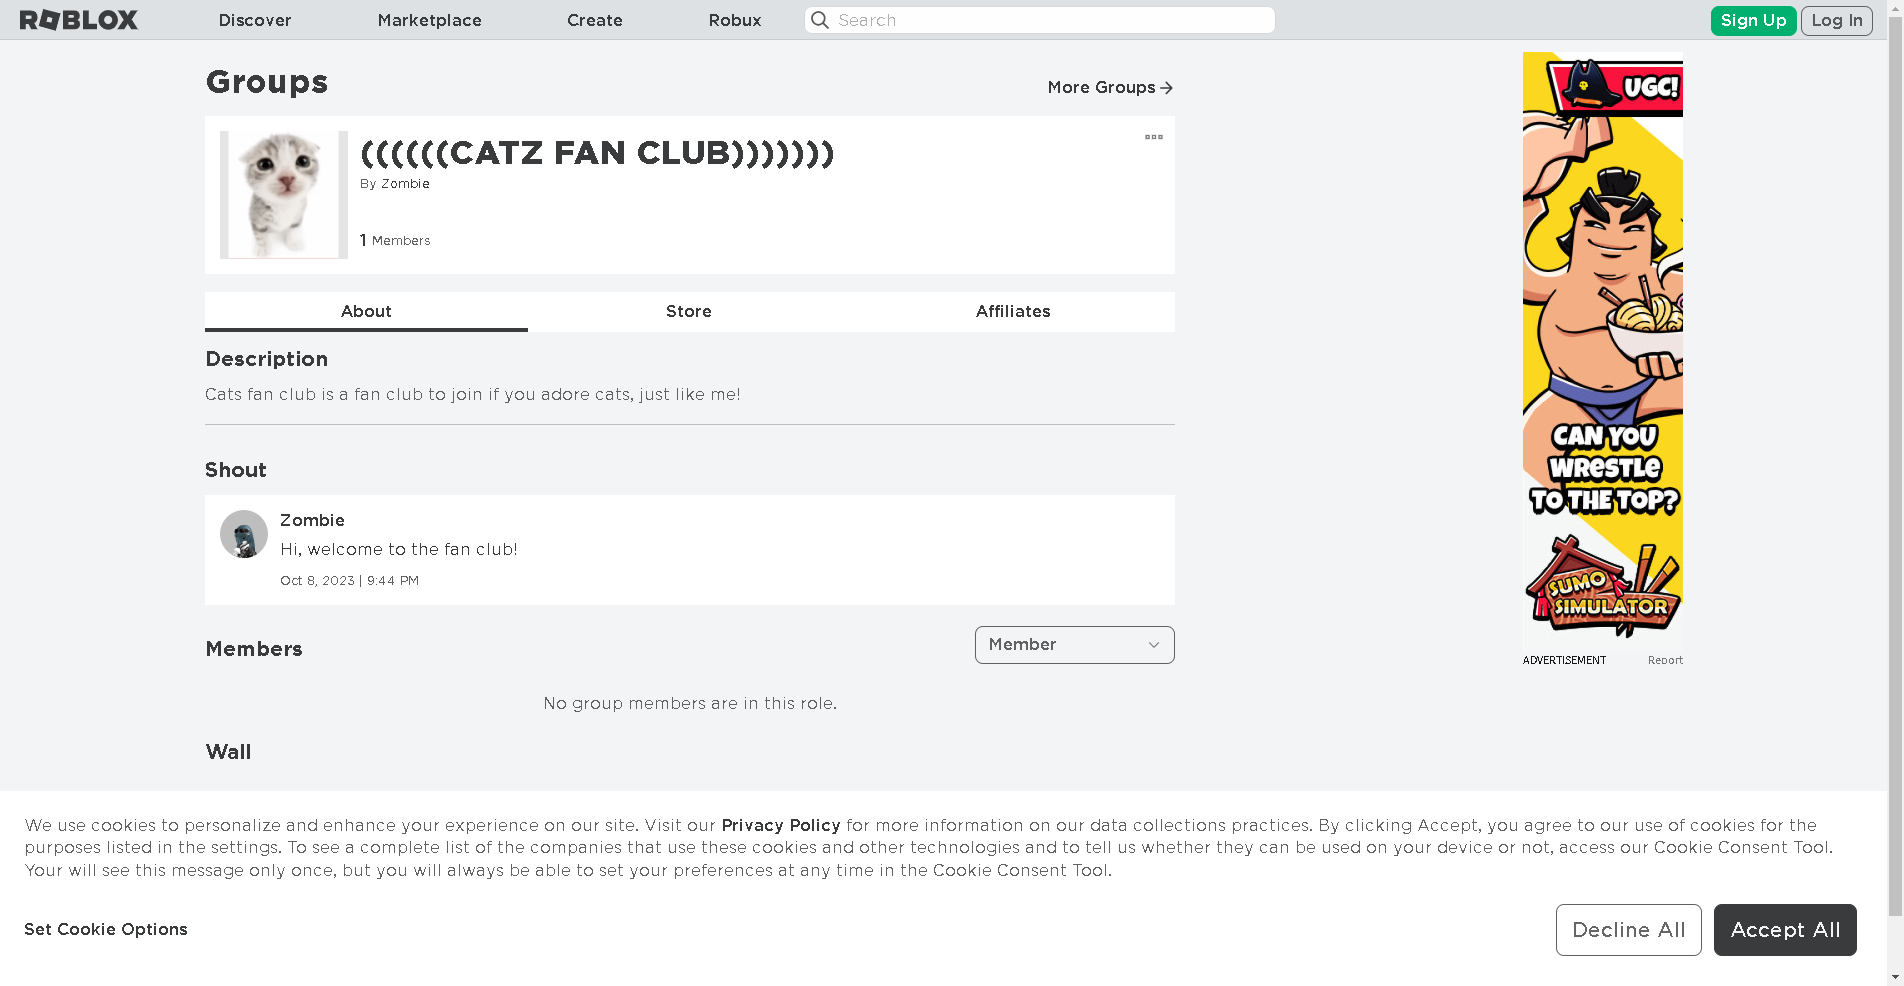 ROBLOX
Discover
Marketplace
Create
Robux
Search
Sign Up
Log In
Groups
More Groups
((((((CATZ FAN CLUB)))))))
By Zombie
1 Members
About
Store
Affiliates
Description
Cats fan club is a fan club to join if you adore cats, just like me!
Shout
Zombie
Hi, welcome to the fan club!
Oct 8, 2023 | 9:44 PM
Members
Member
No group members are in this role.
Wall
UGC!
CAN YOU
WRESTLE
TO THE TOP?
SUMO
SIMULATOR
ADVERTISEMENT
Report
We use cookies to personalize and enhance your experience on our site. Visit our Privacy Policy for more information on our data collections practices. By clicking Accept, you agree to our use of cookies for the
purposes listed in the settings. To see a complete list of the companies that use these cookies and other technologies and to tell us whether they can be used on your device or not, access our Cookie Consent Tool.
Your will see this message only once, but you will always be able to set your preferences at any time in the Cookie Consent Tool.
Set Cookie Options
Decline All
Accept All